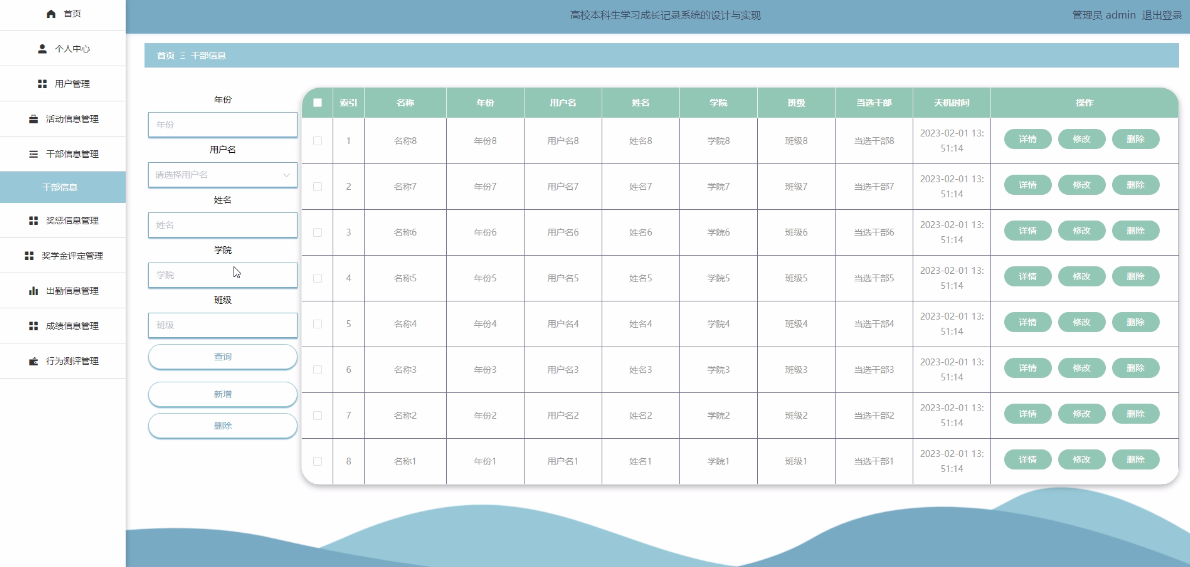 首页
高校本科生学习成长记录系统的设计与实现
管理员 admin 退出登录
个人中心
用户管理
活动信息管理
干部信息管理
干部信息
奖惩信息管理
奖学金评定管理
出勤信息管理
成绩信息管理
行为测评管理
首页 干部信息
年份
年份
用户名
请选择用户名
姓名
姓名
学院
学院
班级
班级
查询
新增
删除
索引 名称 年份 用户名 姓名 学院 班级 当选干部 天机时间 操作
1 名称8 年份8 用户名8 姓名8 学院8 班级8 当选干部8 2023-02-01 13:51:14 详情 修改 删除
2 名称7 年份7 用户名7 姓名7 学院7 班级7 当选干部7 2023-02-01 13:51:14 详情 修改 删除
3 名称6 年份6 用户名6 姓名6 学院6 班级6 当选干部6 2023-02-01 13:51:14 详情 修改 删除
4 名称5 年份5 用户名5 姓名5 学院5 班级5 当选干部5 2023-02-01 13:51:14 详情 修改 删除
5 名称4 年份4 用户名4 姓名4 学院4 班级4 当选干部4 2023-02-01 13:51:14 详情 修改 删除
6 名称3 年份3 用户名3 姓名3 学院3 班级3 当选干部3 2023-02-01 13:51:14 详情 修改 删除
7 名称2 年份2 用户名2 姓名2 学院2 班级2 当选干部2 2023-02-01 13:51:14 详情 修改 删除
8 名称1 年份1 用户名1 姓名1 学院1 班级1 当选干部1 2023-02-01 13:51:14 详情 修改 删除